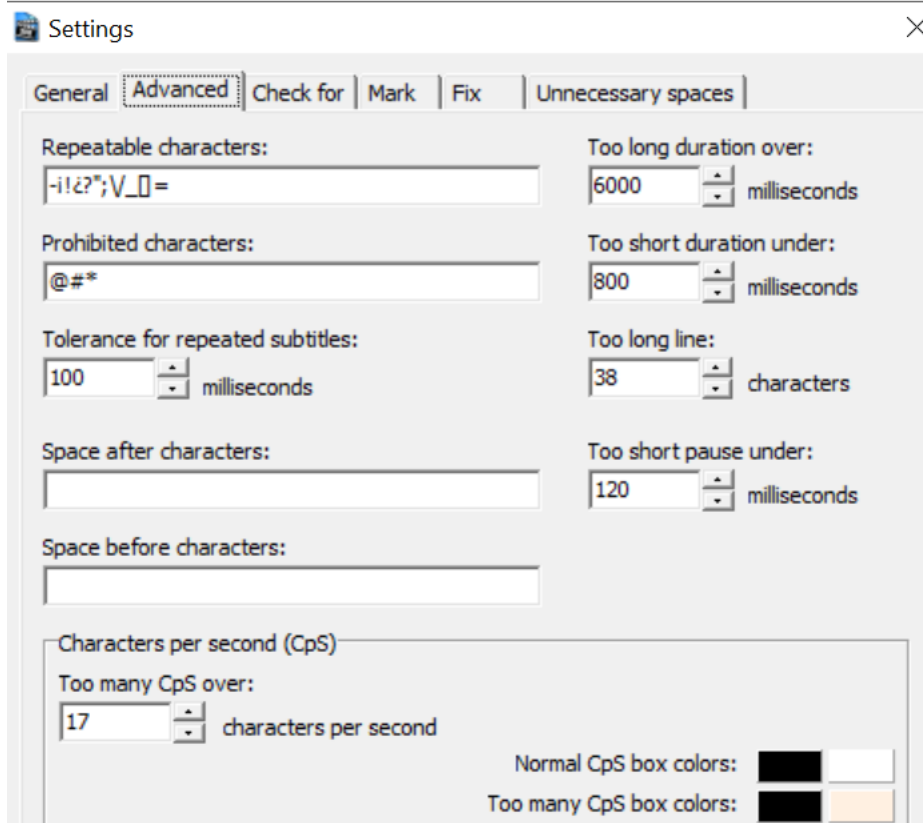 Settings
General Advanced Check for Mark Fix Unnecessary spaces
Repeatable characters:
-¡!¿?";\/_[]=
Prohibited characters:
@#*
Tolerance for repeated subtitles:
100 milliseconds
Space after characters:
Space before characters:
Too long duration over:
6000 milliseconds
Too short duration under:
800 milliseconds
Too long line:
38 characters
Too short pause under:
120 milliseconds
Characters per second (CpS)
Too many CpS over:
17 characters per second
Normal CpS box colors:
Too many CpS box colors: